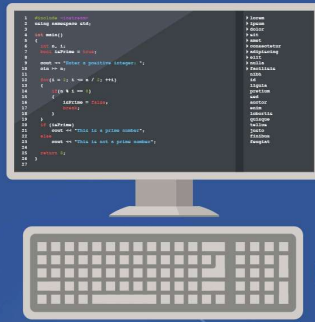 1 #include <iostream>
2 using namespace std;
3
4 int main()
5 {
6 int n, i;
7 bool isPrime = true;
8
9 cout << "Enter a positive integer: ";
10 cin >> n;
11
12 for(i = 2; i <= n / 2; ++i)
13 {
14 if(n % i == 0)
15 {
16 isPrime = false;
17 break;
18 }
19 }
20 if (isPrime)
21 cout << "This is a prime number";
22 else
23 cout << "This is not a prime number";
24
25 return 0;
26 }
27
lorem
ipsum
dolor
sit
amet
consectetur
adipiscing
elit
nulla
facilisis
nibh
id
ligula
pretium
sed
auctor
enim
lobortis
quisque
tellus
justo
finibus
feugiat